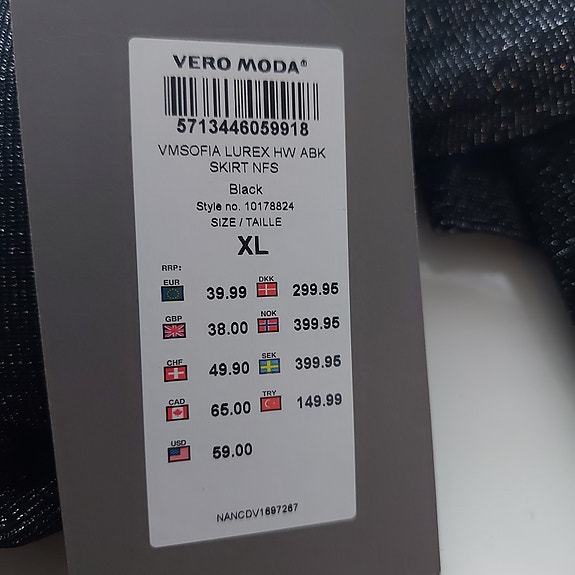 VERO MODA®
5713446059918
VMSOFIA LUREX HW ABK
SKIRT NFS
Black
Style no. 10178824
SIZE / TAILLE
XL
RRP:
EUR 39.99 DKK 299.95
GBP 38.00 NOK 399.95
CHF 49.90 SEK 399.95
CAD 65.00 TRY 149.99
USD 59.00
NANCDV1697267